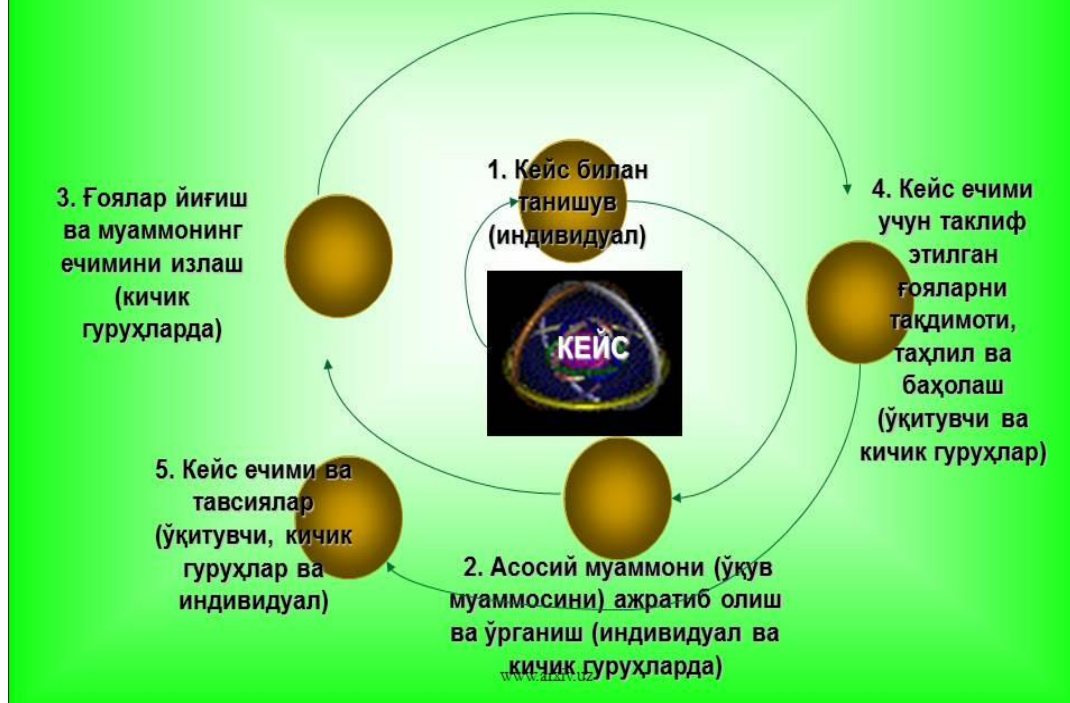 1. Кейс билан
танишув
(индивидуал)
КЕЙС
2. Асосий муаммони (ўқув
муаммосини) ажратиб олиш
ва ўрганиш (индивидуал ва
кичик гуруҳларда)
3. Ғоялар йиғиш
ва муаммонинг
ечимини излаш
(кичик
гуруҳларда)
4. Кейс ечими
учун таклиф
этилган
ғояларни
тақдимоти,
таҳлил ва
баҳолаш
(ўқитувчи ва
кичик гуруҳлар)
5. Кейс ечими ва
тавсиялар
(ўқитувчи, кичик
гуруҳлар ва
индивидуал)
www.arxiv.uz